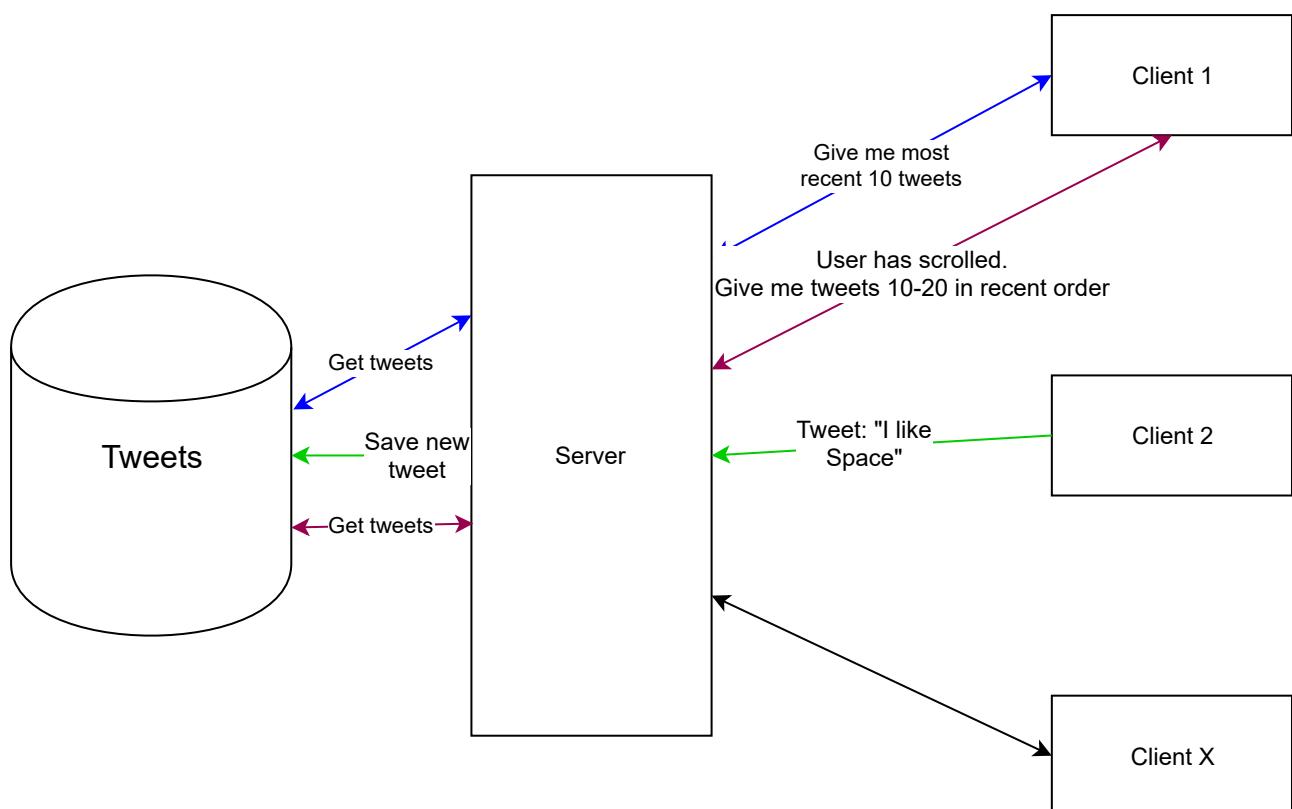 Client 1
Give me most
recent 10 tweets
User has scrolled.
Give me tweets 10-20 in recent order
Get tweets
Tweets
Save new
tweet
Server
Tweet: "I like
Space"
Client 2
Get tweets
Client X